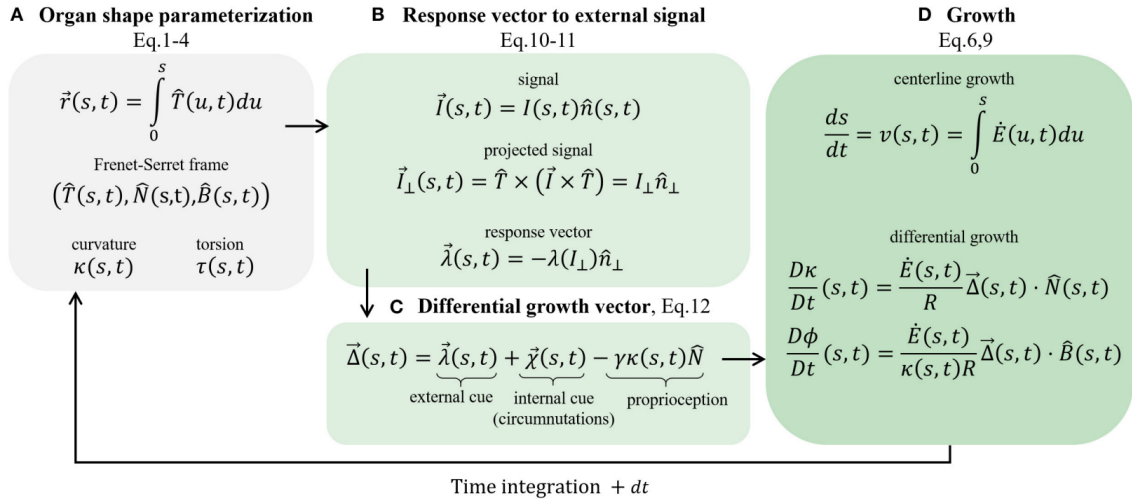 A Organ shape parameterization
Eq.1-4
r⃗(s, t) = ∫₀ˢ T̂(u, t)du
Frenet-Serret frame
(T̂(s, t), N̂(s,t), B̂(s, t))
curvature torsion
κ(s, t) τ(s, t)
B Response vector to external signal
Eq.10-11
signal
I⃗(s, t) = I(s, t)n̂(s, t)
projected signal
I⃗⊥(s, t) = T̂ × (I⃗ × T̂) = I⊥n̂⊥
response vector
λ⃗(s, t) = −λ(I⊥)n̂⊥
C Differential growth vector, Eq.12
Δ⃗(s, t) = λ⃗(s, t) + χ⃗(s, t) − γκ(s, t)N̂
external cue internal cue proprioception
(circumnutations)
D Growth
Eq.6,9
centerline growth
ds/dt = v(s, t) = ∫₀ˢ Ė(u, t)du
differential growth
Dκ/Dt (s, t) = Ė(s, t)/R Δ⃗(s, t) · N̂(s, t)
Dϕ/Dt (s, t) = Ė(s, t)/κ(s, t)R Δ⃗(s, t) · B̂(s, t)
Time integration + dt